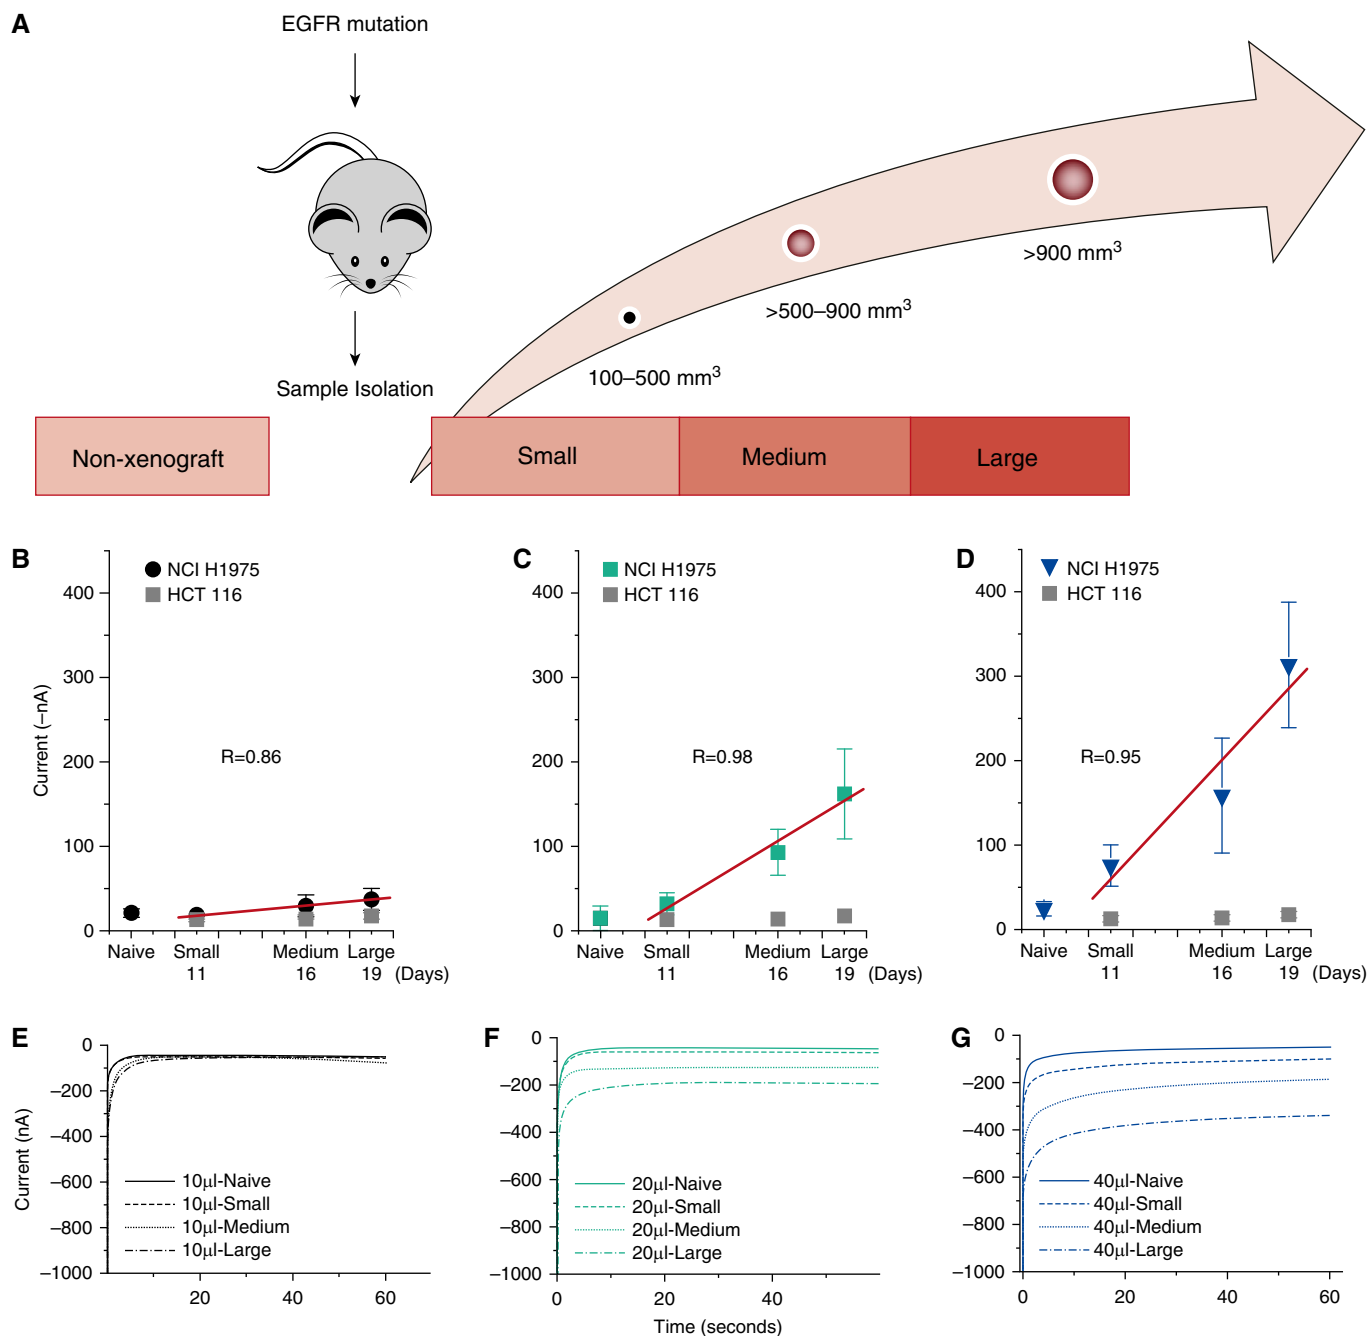 A
EGFR mutation
Sample Isolation
100–500 mm³
>500–900 mm³
>900 mm³
Non-xenograft
Small
Medium
Large
B
NCI H1975
HCT 116
R=0.86
Current (–nA)
400
300
200
100
0
Naive
Small
Medium
Large
11
16
19
(Days)
C
NCI H1975
HCT 116
R=0.98
400
300
200
100
0
Naive
Small
Medium
Large
11
16
19
(Days)
D
NCI H1975
HCT 116
R=0.95
400
300
200
100
0
Naive
Small
Medium
Large
11
16
19
(Days)
E
Current (nA)
0
–200
–400
–600
–800
–1000
10µl-Naive
10µl-Small
10µl-Medium
10µl-Large
20
40
60
F
0
–200
–400
–600
–800
–1000
20µl-Naive
20µl-Small
20µl-Medium
20µl-Large
0
20
40
Time (seconds)
G
0
–200
–400
–600
–800
–1000
40µl-Naive
40µl-Small
40µl-Medium
40µl-Large
0
20
40
60